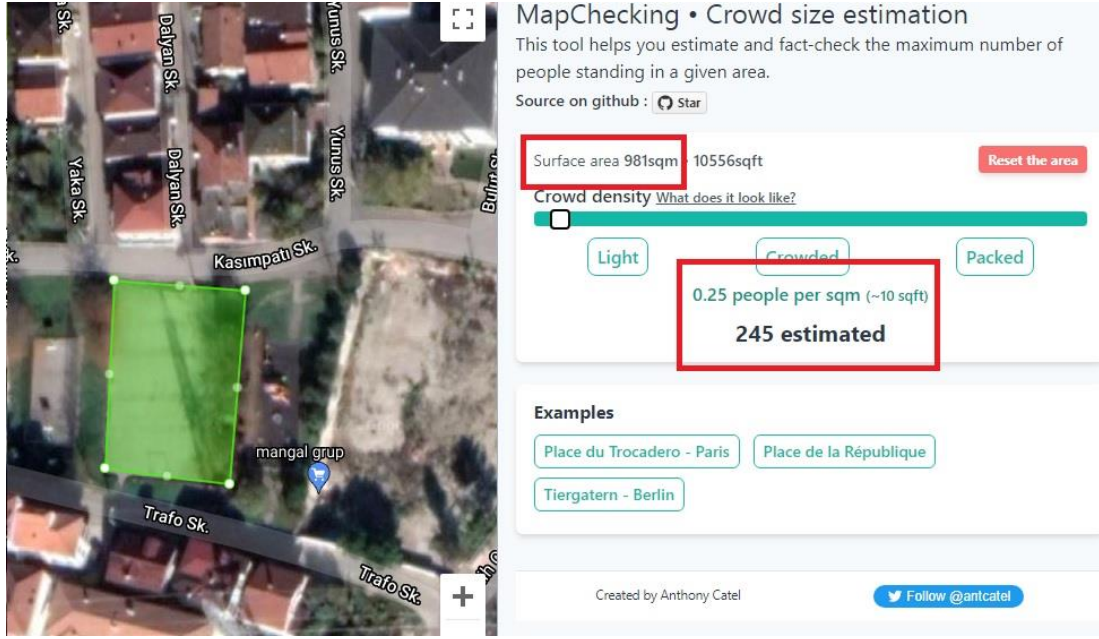 Sk.
Dalyan Sk.
Yunus Sk.
Yunus Sk.
Yaka Sk.
Dalyan Sk.
Kasımpatı Sk.
mangal grup
Trafo Sk.
Trafo Sk.
+
MapChecking • Crowd size estimation
This tool helps you estimate and fact-check the maximum number of
people standing in a given area.
Source on github : Star
Surface area 981sqm • 10556sqft
Reset the area
Crowd density What does it look like?
Light
Crowded
Packed
0.25 people per sqm (~10 sqft)
245 estimated
Examples
Place du Trocadero - Paris
Place de la République
Tiergatern - Berlin
Created by Anthony Catel
Follow @antcatel